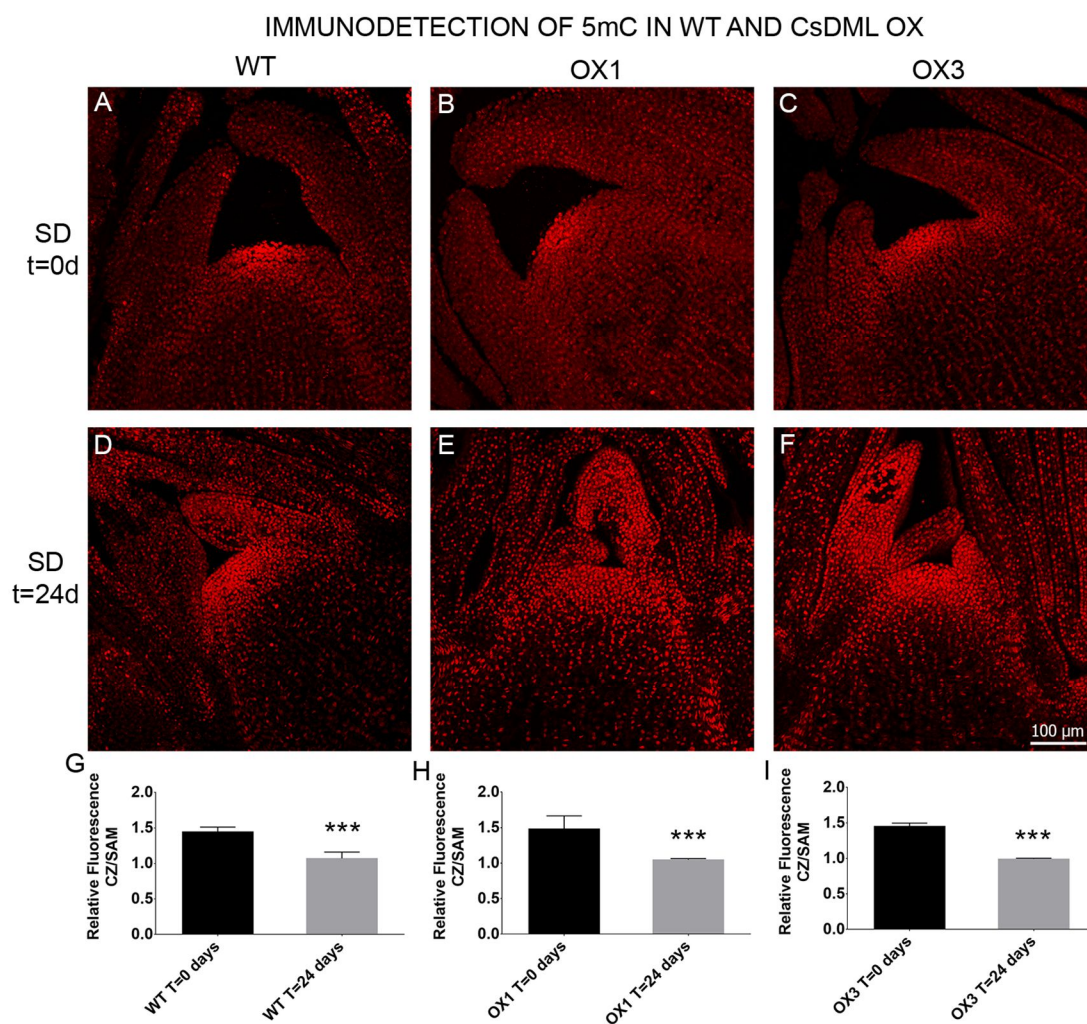 IMMUNODETECTION OF 5mC IN WT AND CsDML OX
WT
OX1
OX3
SD
t=0d
A
B
C
SD
t=24d
D
E
F
100 µm
G
Relative Fluorescence
CZ/SAM
2.0
1.5
1.0
0.5
0.0
***
WT T=0 days
WT T=24 days
H
Relative Fluorescence
CZ/SAM
2.0
1.5
1.0
0.5
0.0
***
OX1 T=0 days
OX1 T=24 days
I
Relative Fluorescence
CZ/SAM
2.0
1.5
1.0
0.5
0.0
***
OX3 T=0 days
OX3 T=24 days